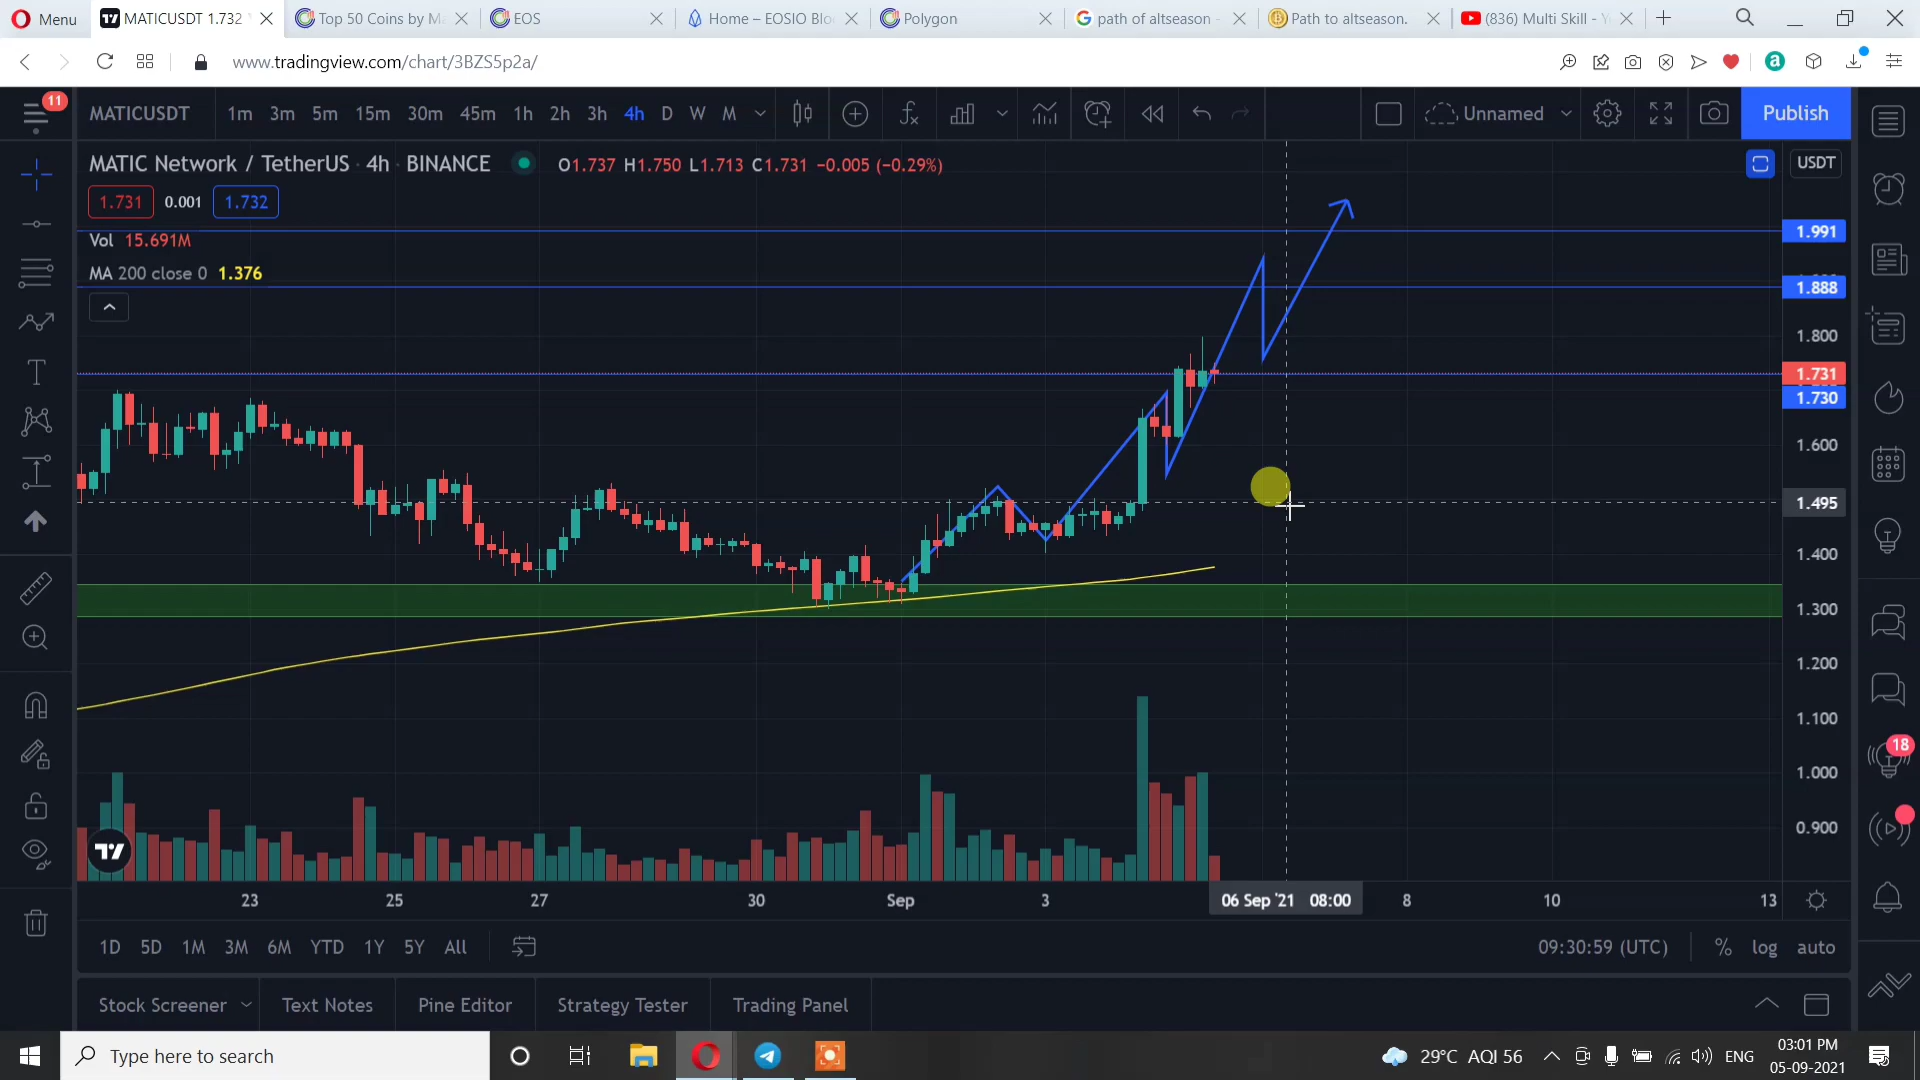 Menu
MATICUSDT 1.732
Top 50 Coins by Ma
EOS
Home – EOSIO Blo
Polygon
path of altseason -
Path to altseason.
(836) Multi Skill - Y
www.tradingview.com/chart/3BZS5p2a/
11
MATICUSDT
1m 3m 5m 15m 30m 45m 1h 2h 3h 4h D W M
Unnamed
Publish
MATIC Network / TetherUS · 4h · BINANCE
O1.737 H1.750 L1.713 C1.731 −0.005 (−0.29%)
USDT
1.731 0.001 1.732
Vol 15.691M
MA 200 close 0 1.376
1.991
1.888
1.800
1.731
1.730
1.600
1.495
1.400
1.300
1.200
1.100
1.000
0.900
18
23 25 27 30 Sep 3 06 Sep '21 08:00 8 10 13
1D 5D 1M 3M 6M YTD 1Y 5Y All
09:30:59 (UTC) % log auto
Stock Screener Text Notes Pine Editor Strategy Tester Trading Panel
Type here to search
29°C AQI 56
ENG
03:01 PM
05-09-2021